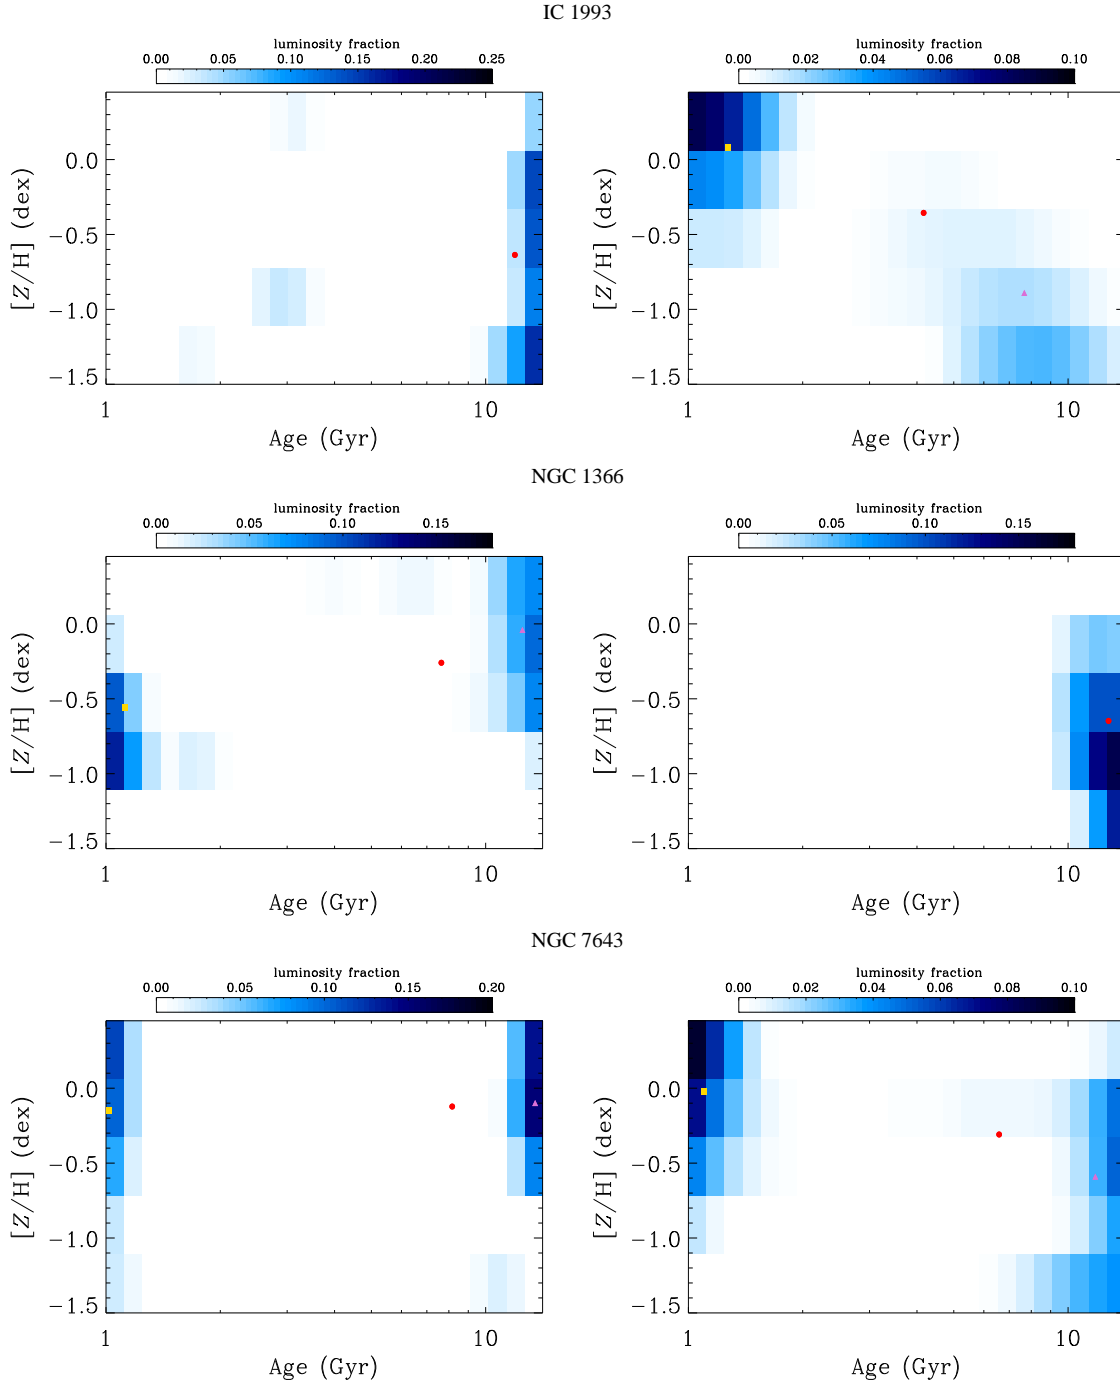 IC 1993
luminosity fraction
0.00 0.05 0.10 0.15 0.20 0.25
luminosity fraction
0.00 0.02 0.04 0.06 0.08 0.10
[Z/H] (dex)
0.0
−0.5
−1.0
−1.5
1 10
Age (Gyr)
[Z/H] (dex)
0.0
−0.5
−1.0
−1.5
1 10
Age (Gyr)
NGC 1366
luminosity fraction
0.00 0.05 0.10 0.15
luminosity fraction
0.00 0.05 0.10 0.15
[Z/H] (dex)
0.0
−0.5
−1.0
−1.5
1 10
Age (Gyr)
[Z/H] (dex)
0.0
−0.5
−1.0
−1.5
1 10
Age (Gyr)
NGC 7643
luminosity fraction
0.00 0.05 0.10 0.15 0.20
luminosity fraction
0.00 0.02 0.04 0.06 0.08 0.10
[Z/H] (dex)
0.0
−0.5
−1.0
−1.5
1 10
Age (Gyr)
[Z/H] (dex)
0.0
−0.5
−1.0
−1.5
1 10
Age (Gyr)